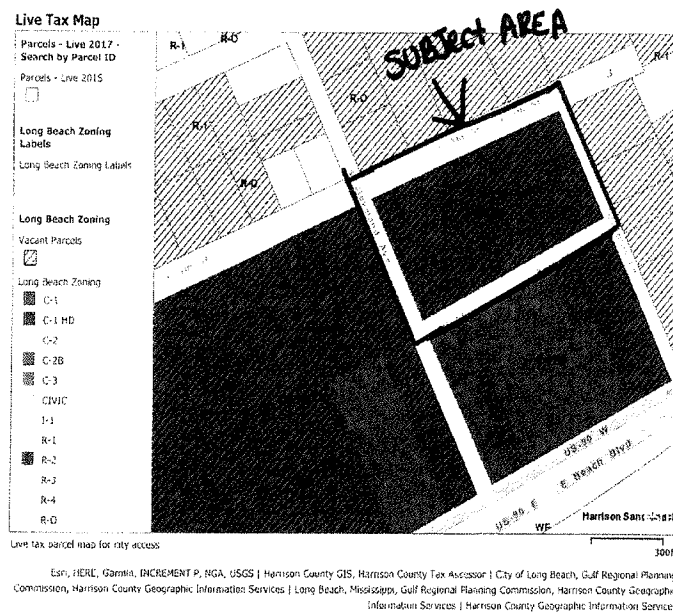 Live Tax Map
Parcels - Live 2017 -
Search by Parcel ID
Parcels - Live 2015
Long Beach Zoning
Labels
Long Beach Zoning Labels
Long Beach Zoning
Vacant Parcels
Long Beach Zoning
C-1
C-1 HD
C-2
C-2B
C-3
CIVIC
I-1
R-1
R-2
R-3
R-4
R-O
R-1
R-O
SUBJECT AREA
R-1
R-O
R-1
R-O
US-90 W
E Beach Blvd
US-90 E
WF
Harrison Sand
300ft
Live tax parcel map for city access
Esri, HERE, Garmin, INCREMENT P, NGA, USGS | Harrison County GIS, Harrison County Tax Assessor | City of Long Beach, Gulf Regional Planning
Commission, Harrison County Geographic Information Services | Long Beach, Mississippi, Gulf Regional Planning Commission, Harrison County Geographic
Information Services | Harrison County Geographic Information Service